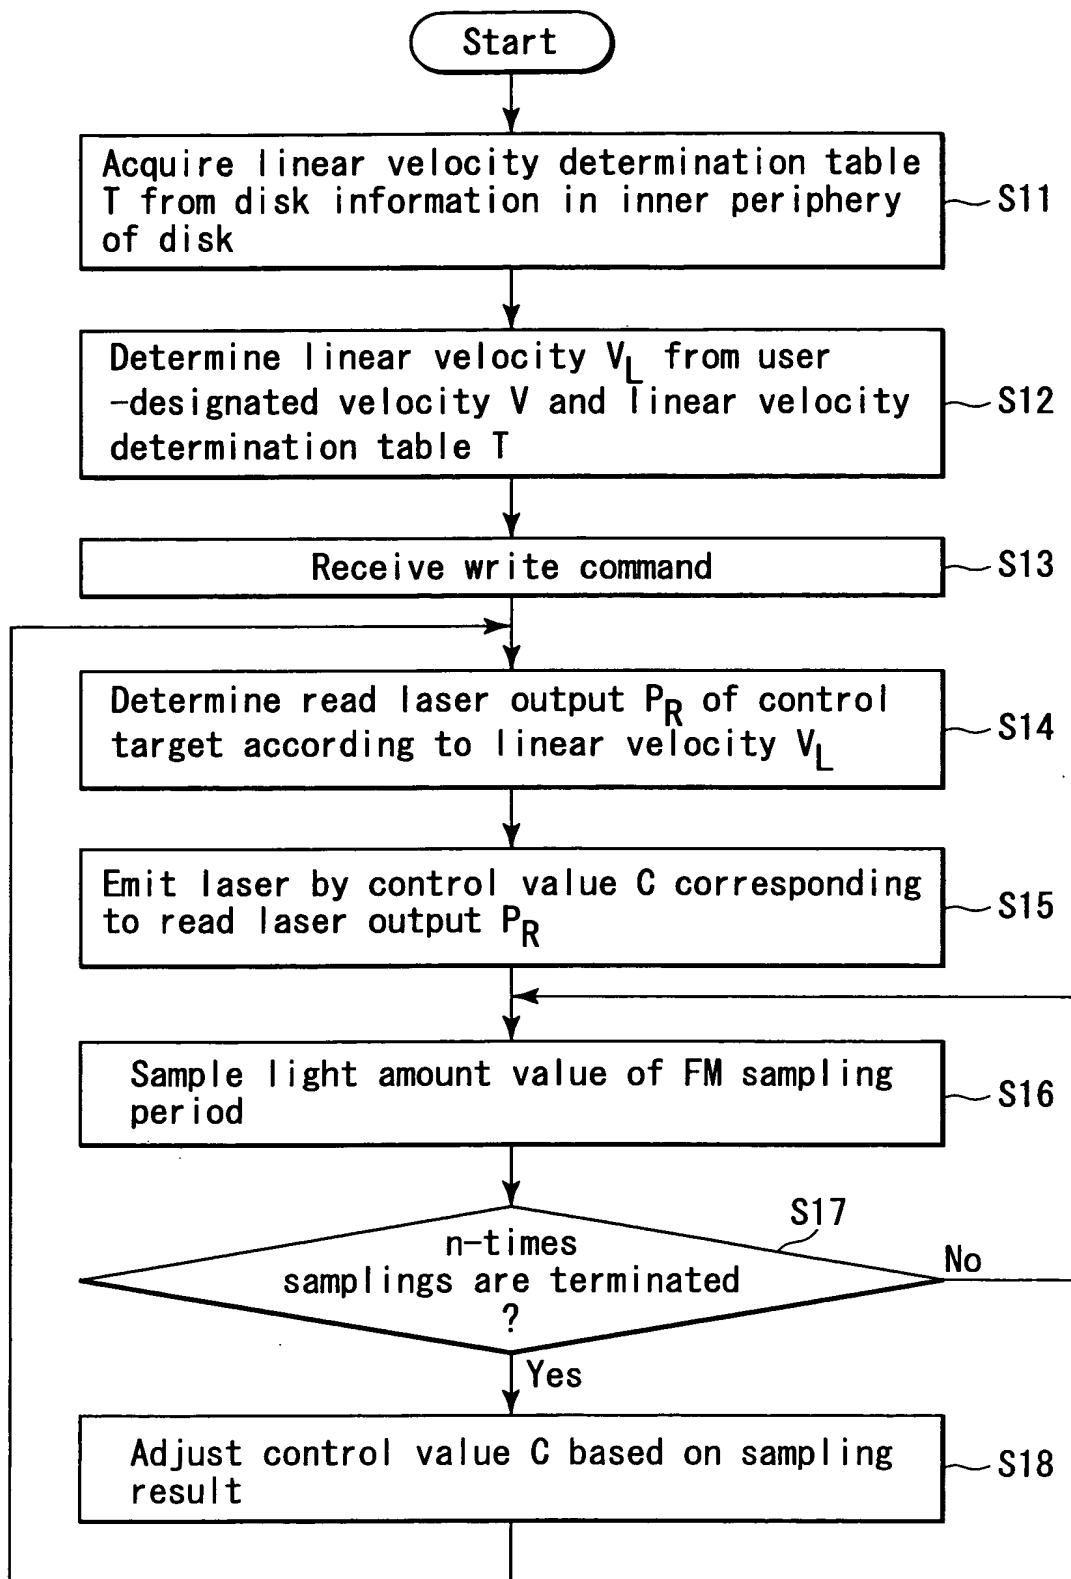 Start
Acquire linear velocity determination table
T from disk information in inner periphery
of disk
S11
Determine linear velocity VL from user
-designated velocity V and linear velocity
determination table T
S12
Receive write command
S13
Determine read laser output PR of control
target according to linear velocity VL
S14
Emit laser by control value C corresponding
to read laser output PR
S15
Sample light amount value of FM sampling
period
S16
S17
n-times
samplings are terminated
?
No
Yes
Adjust control value C based on sampling
result
S18